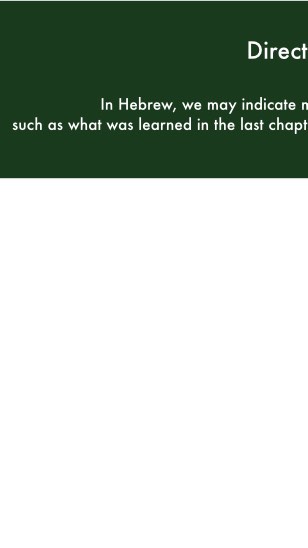 Direct
In Hebrew, we may indicate
such as what was learned in the last chapt